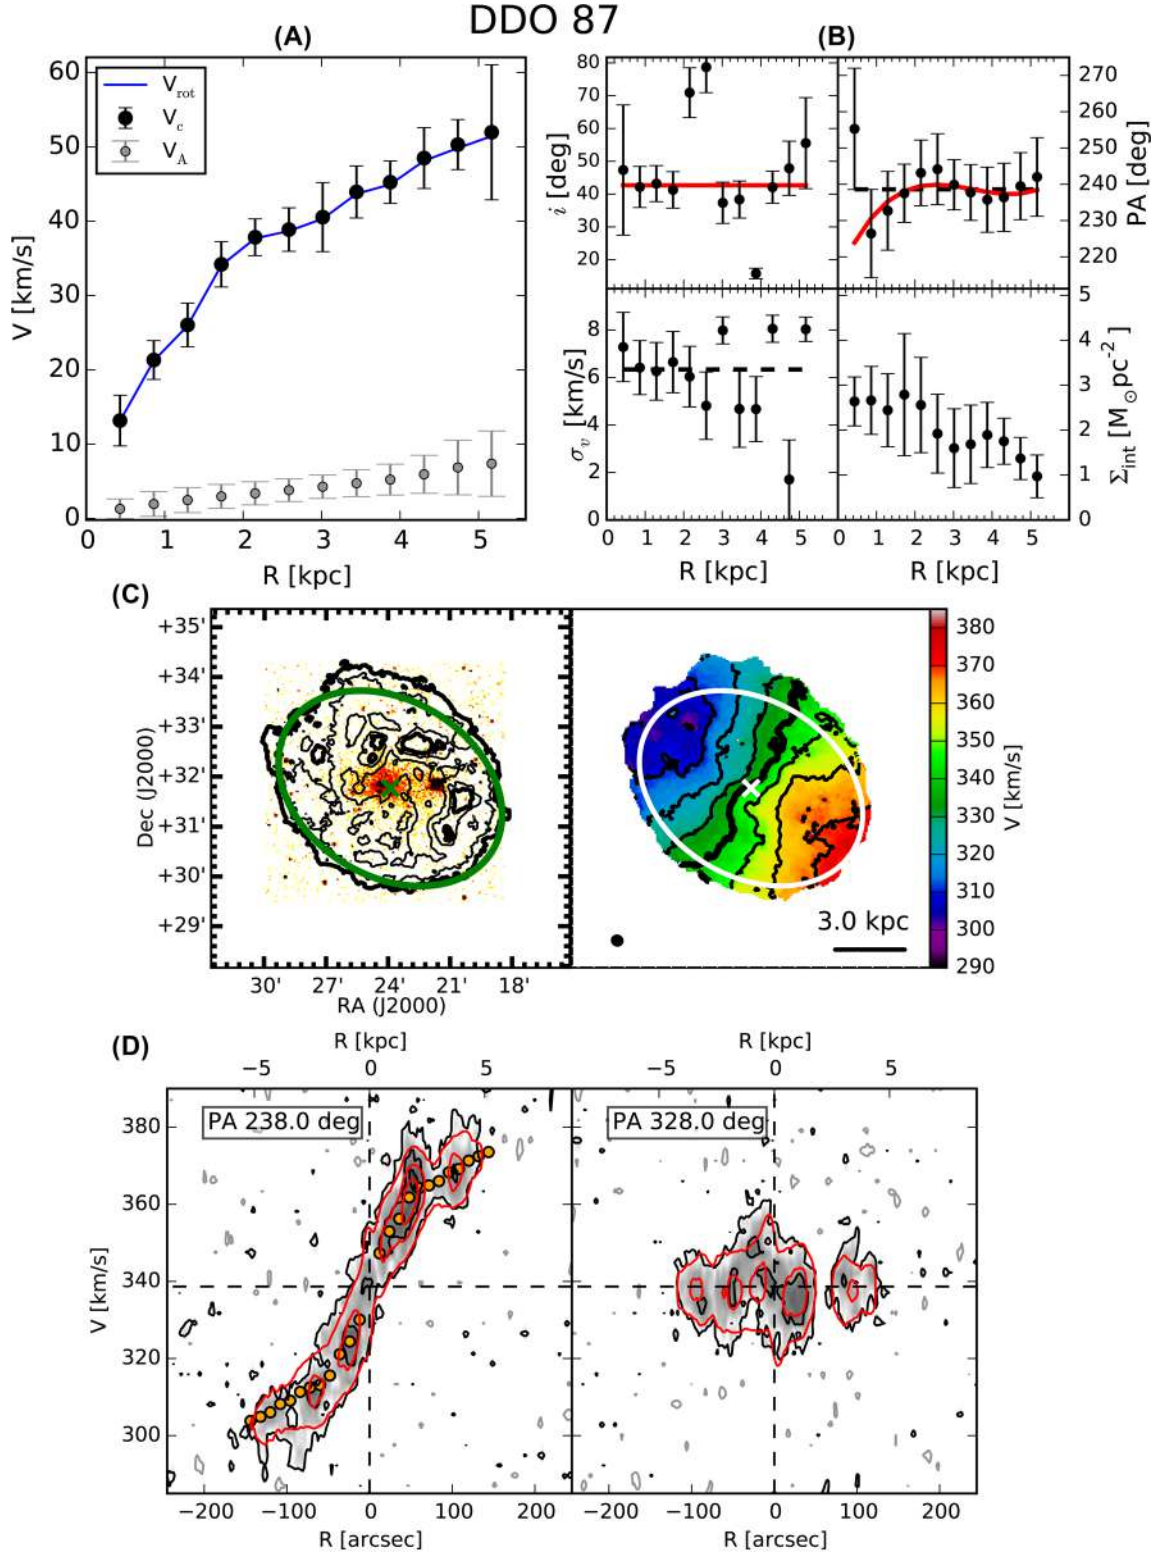 DDO 87
(A)
(B)
60
50
40
30
20
10
0
V [km/s]
V_rot
V_c
V_A
0 1 2 3 4 5
R [kpc]
80
70
60
50
40
30
20
i [deg]
270
260
250
240
230
220
PA [deg]
8
6
4
2
0
σ_v [km/s]
5
4
3
2
1
0
Σ_int [M_⊙pc^-2]
0 1 2 3 4 5
R [kpc]
0 1 2 3 4 5
R [kpc]
(C)
+35'
+34'
+33'
+32'
+31'
+30'
+29'
Dec (J2000)
30' 27' 24' 21' 18'
RA (J2000)
3.0 kpc
380
370
360
350
340
330
320
310
300
290
V [km/s]
(D)
R [kpc]
−5 0 5
R [kpc]
−5 0 5
PA 238.0 deg
PA 328.0 deg
380
360
340
320
300
V [km/s]
−200 −100 0 100 200
R [arcsec]
−200 −100 0 100 200
R [arcsec]